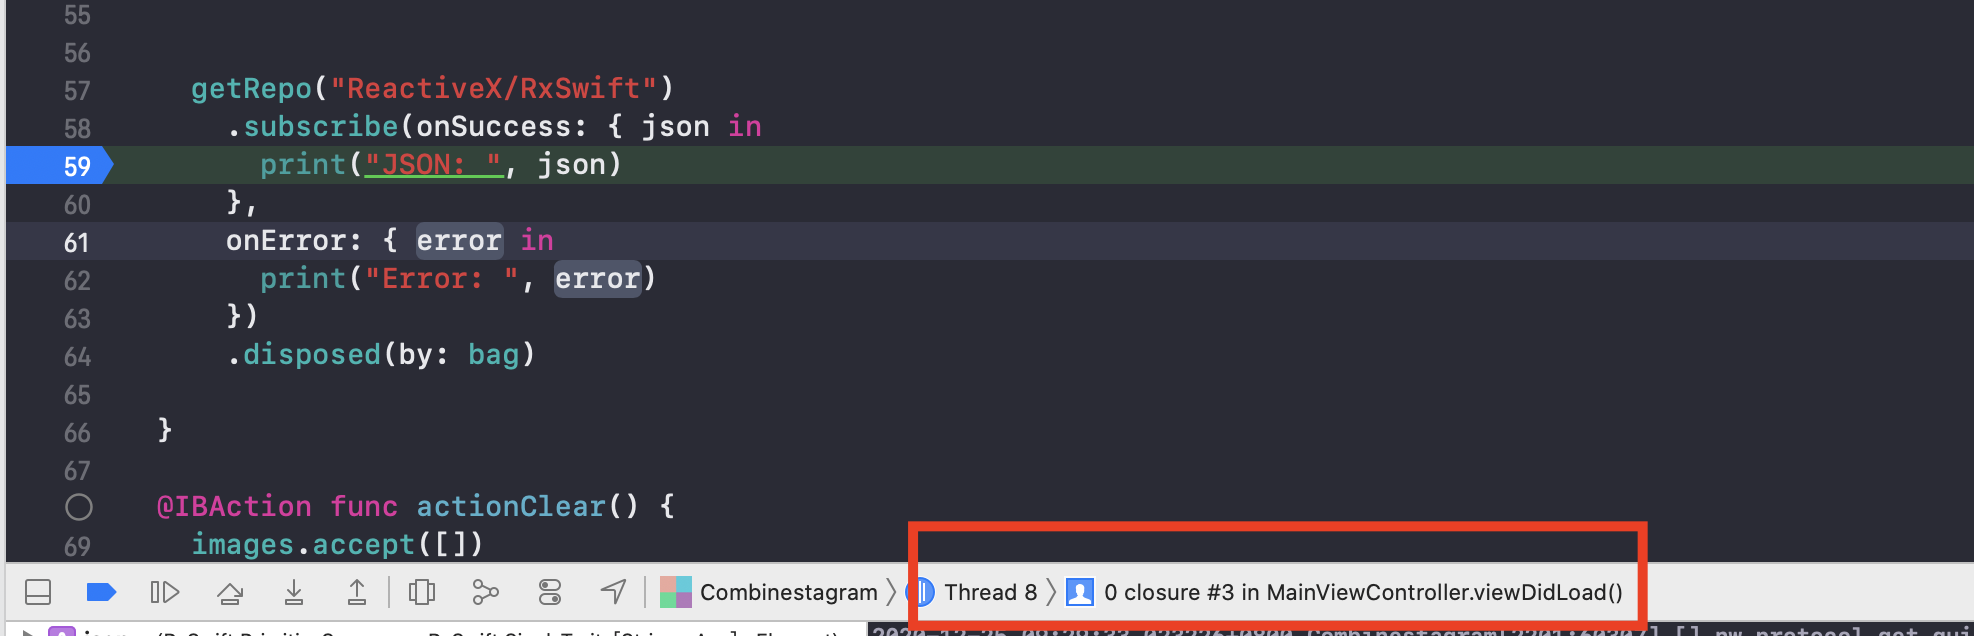 55
56
57 getRepo("ReactiveX/RxSwift")
58 .subscribe(onSuccess: { json in
59 print("JSON: ", json)
60 },
61 onError: { error in
62 print("Error: ", error)
63 })
64 .disposed(by: bag)
65
66 }
67
@IBAction func actionClear() {
69 images.accept([])
Combinestagram Thread 8 0 closure #3 in MainViewController.viewDidLoad()